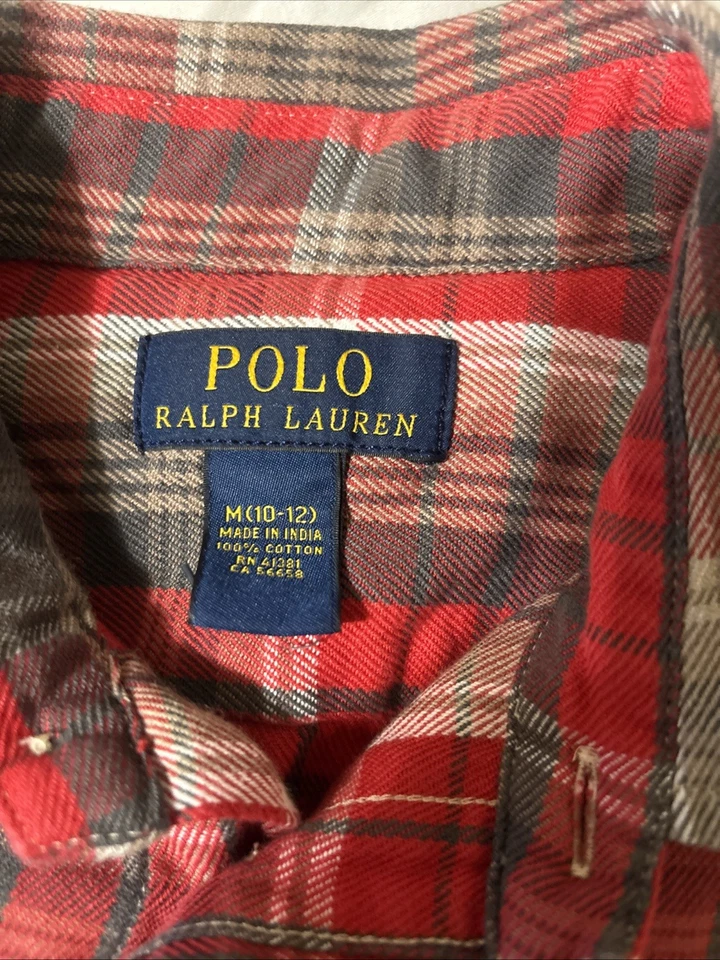 POLO
RALPH LAUREN
M(10-12)
MADE IN INDIA
100% COTTON
RN 41381
CA 56658